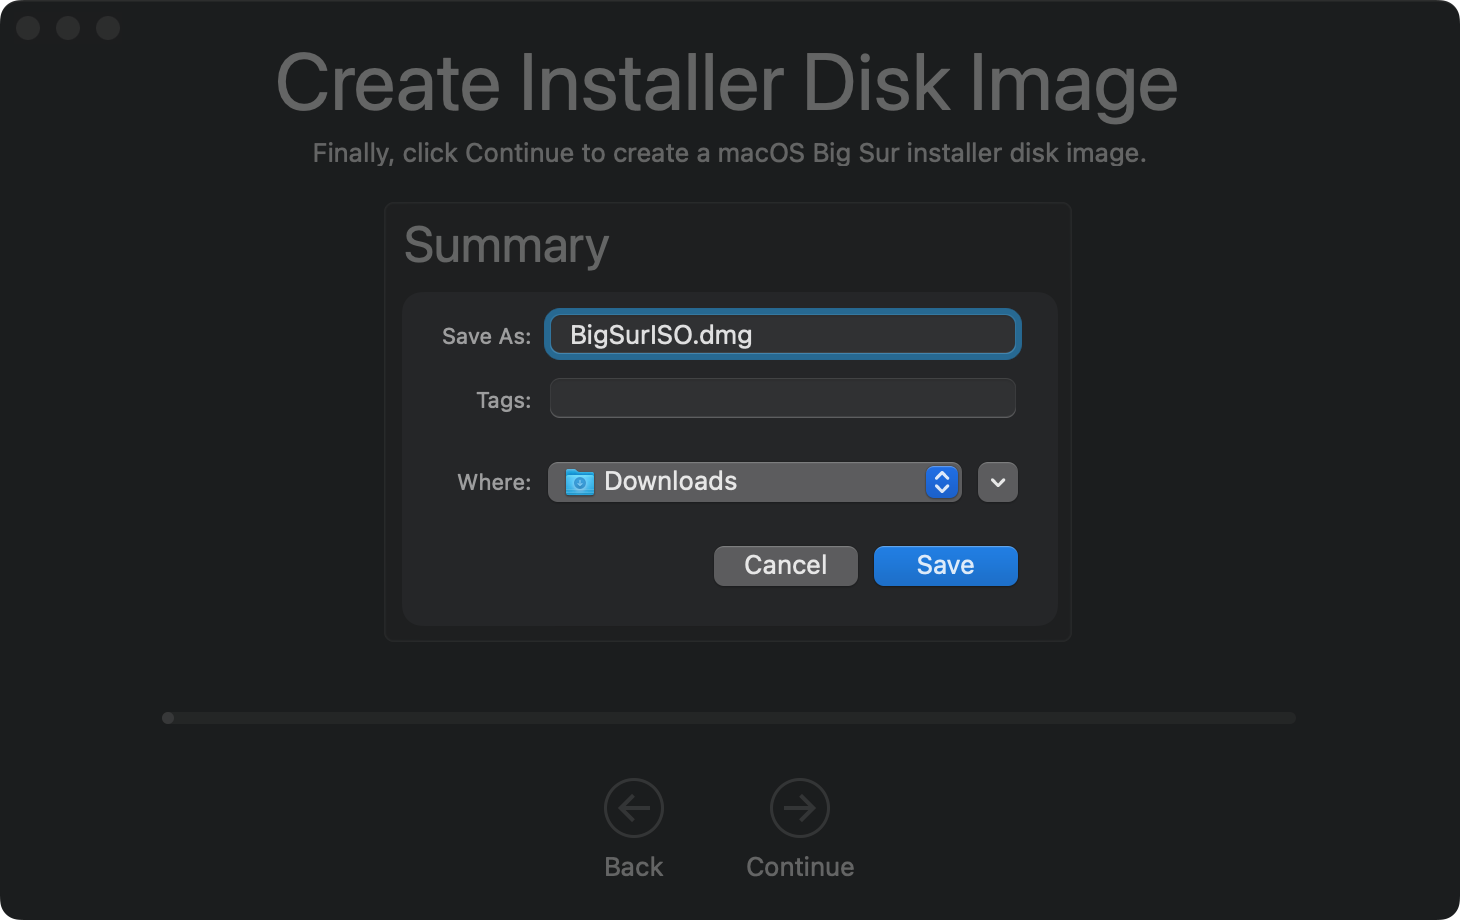 Create Installer Disk Image
Finally, click Continue to create a macOS Big Sur installer disk image.
Summary
Save As: BigSurISO.dmg
Tags:
Where: Downloads
Cancel Save
Back Continue